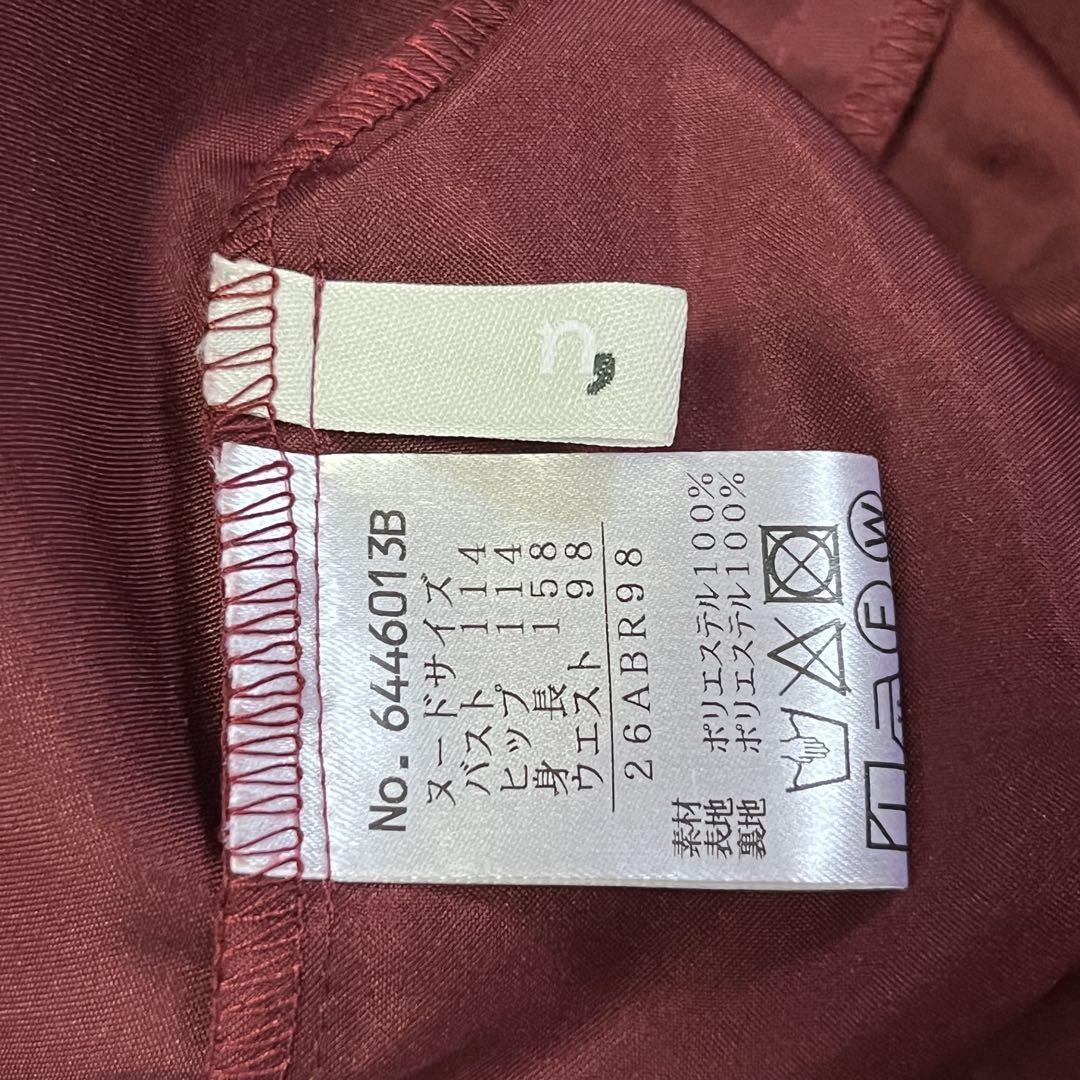 n,
No. 6446013B
ヌードサイズ
バスト 114
ヒップ 114
身長 158
ウェスト 98
26ABR98
素材
表地 ポリエステル100%
裏地 ポリエステル100%
F W